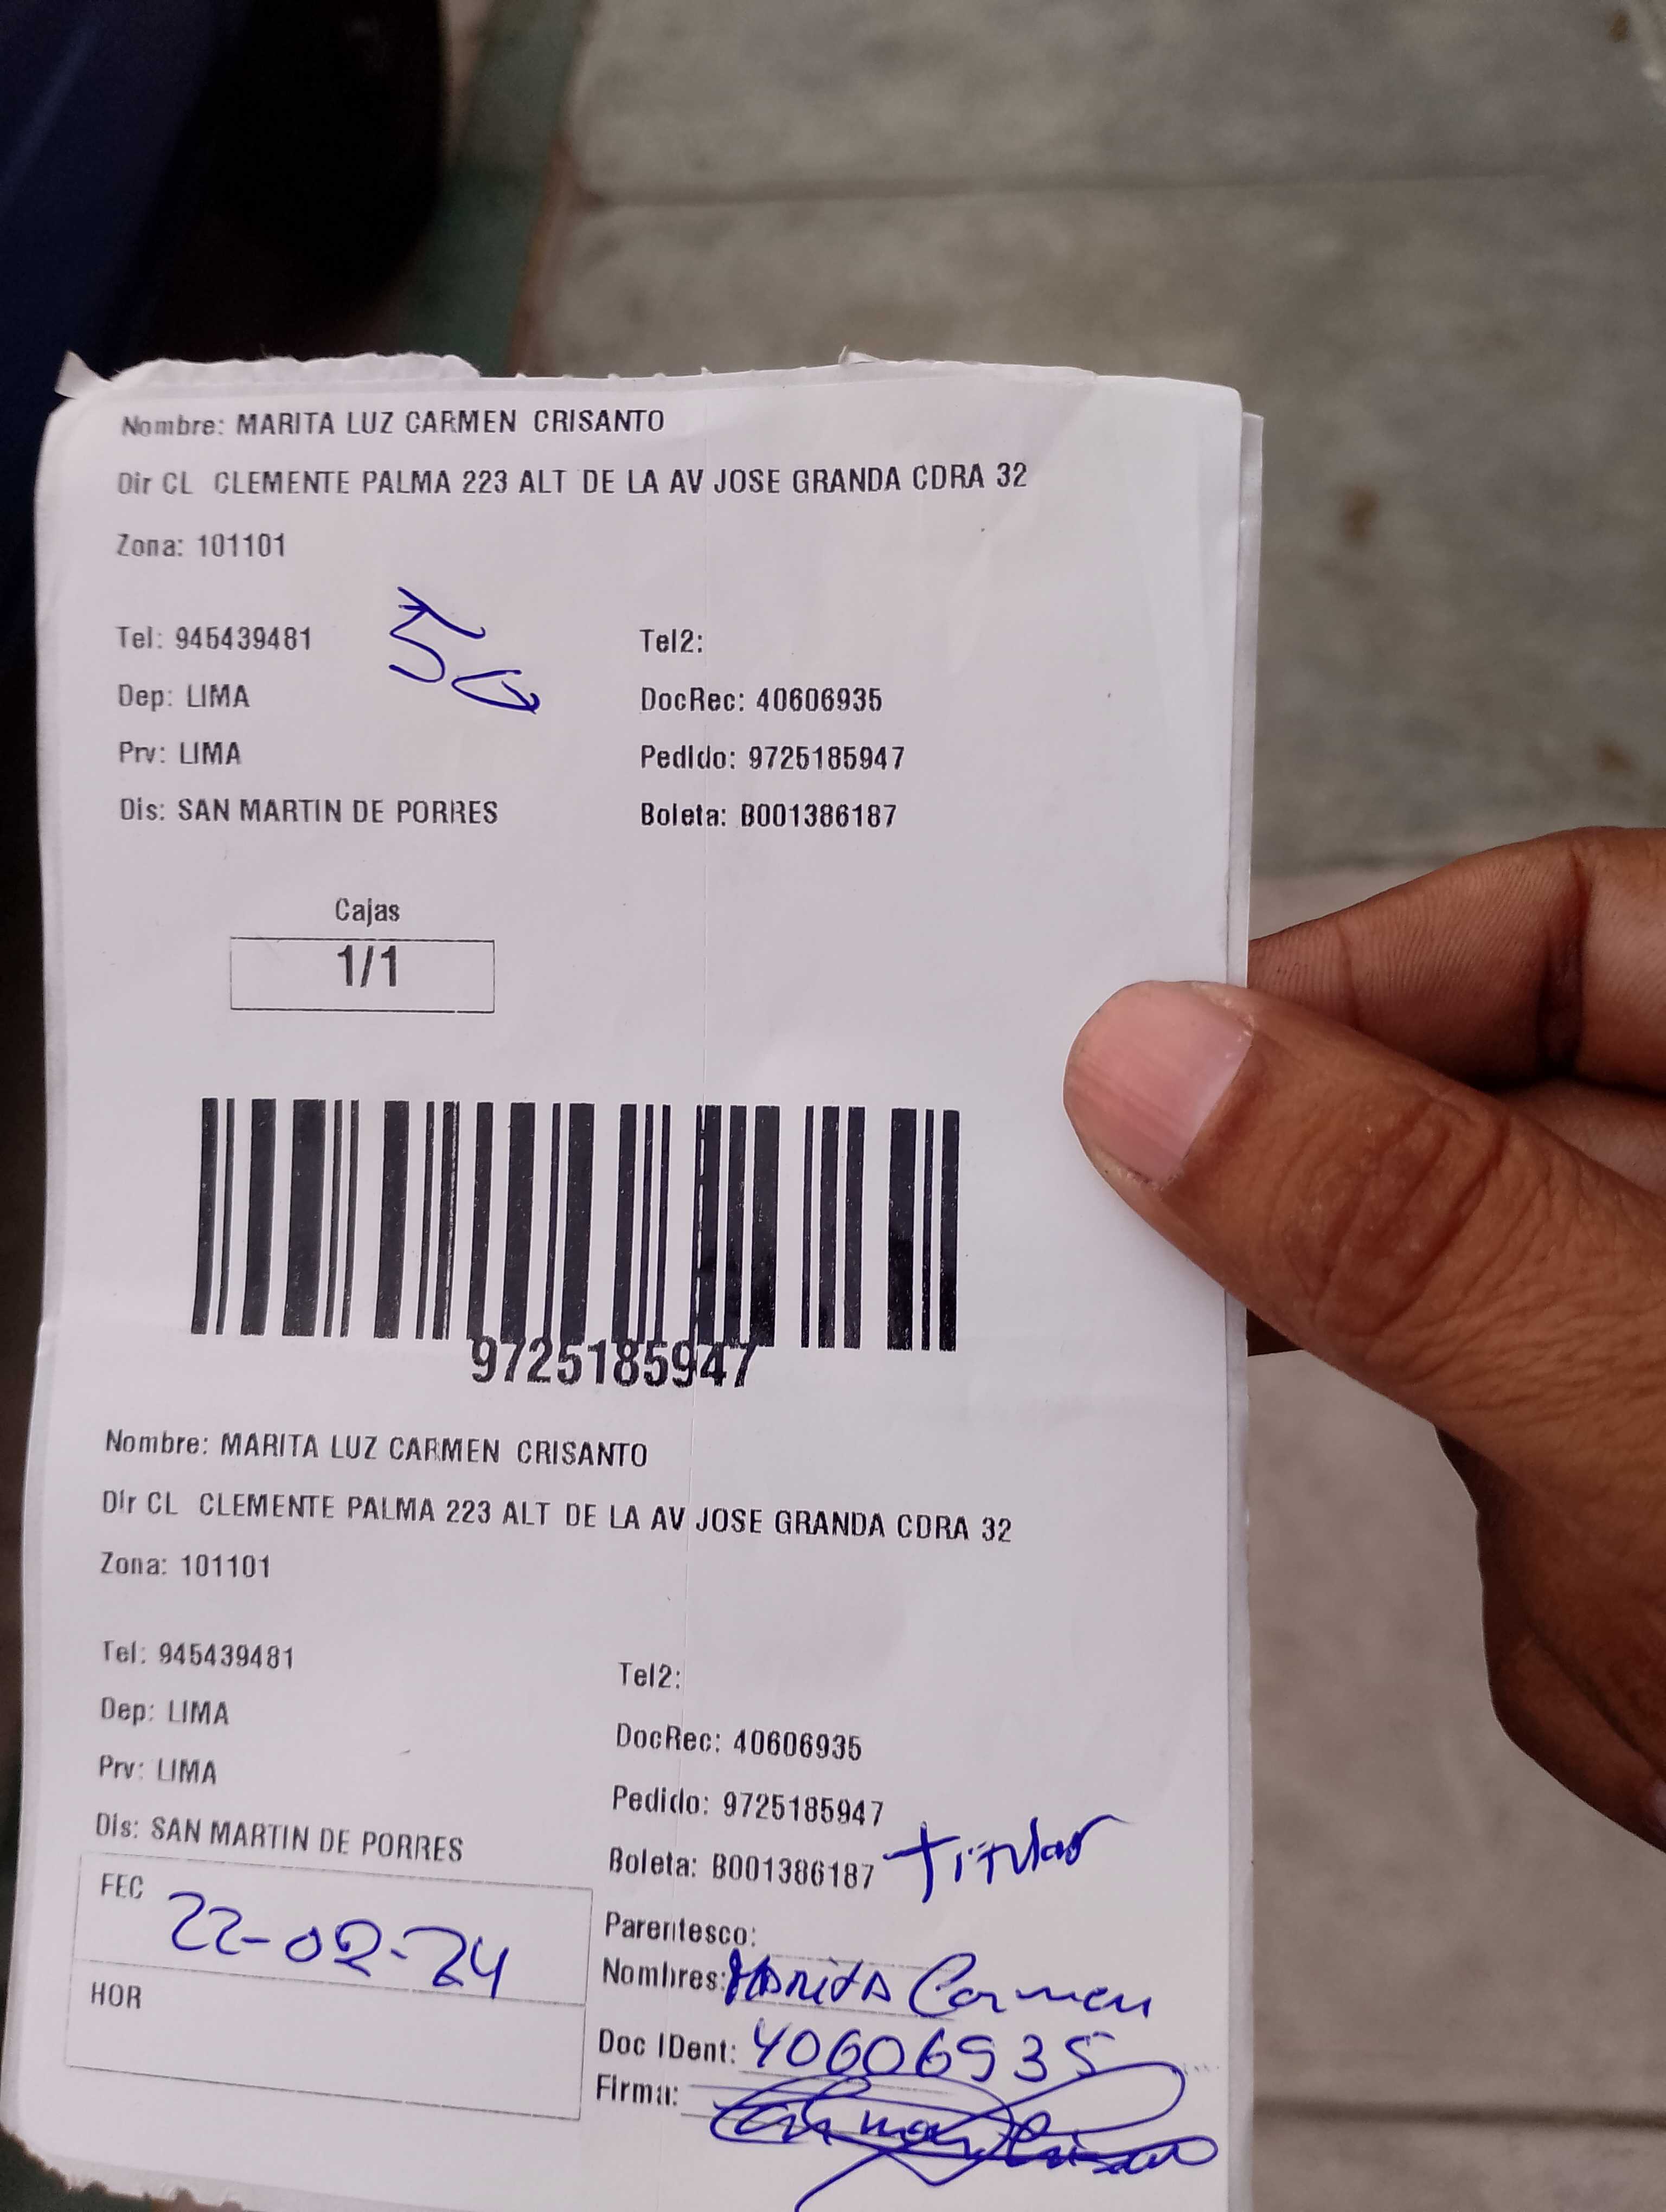 Nombre: MARITA LUZ CARMEN CRISANTO
Dir CL CLEMENTE PALMA 223 ALT DE LA AV JOSE GRANDA CDRA 32
Zona: 101101
50
Tel: 945439481
Tel2:
Dep: LIMA
DocRec: 40606935
Prv: LIMA
Pedido: 9725185947
Dis: SAN MARTIN DE PORRES
Boleta: B001386187
Cajas
1/1
9725185947
Nombre: MARITA LUZ CARMEN CRISANTO
Dir CL CLEMENTE PALMA 223 ALT DE LA AV JOSE GRANDA CDRA 32
Zona: 101101
Tel: 945439481
Tel2:
Dep: LIMA
DocRec: 40606935
Prv: LIMA
Pedido: 9725185947
Dis: SAN MARTIN DE PORRES
Boleta: B001386187
Titular
FEC 22-02-24
HOR
Parentesco:
Nombres: Marita Carmen
Doc IDent: 40606935
Firma: